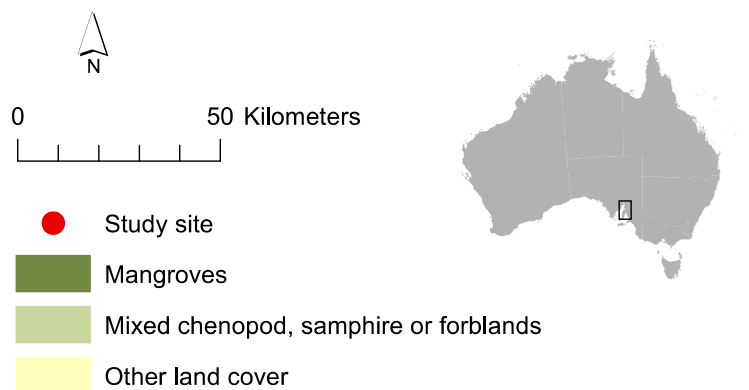 N
0 50 Kilometers
Study site
Mangroves
Mixed chenopod, samphire or forblands
Other land cover